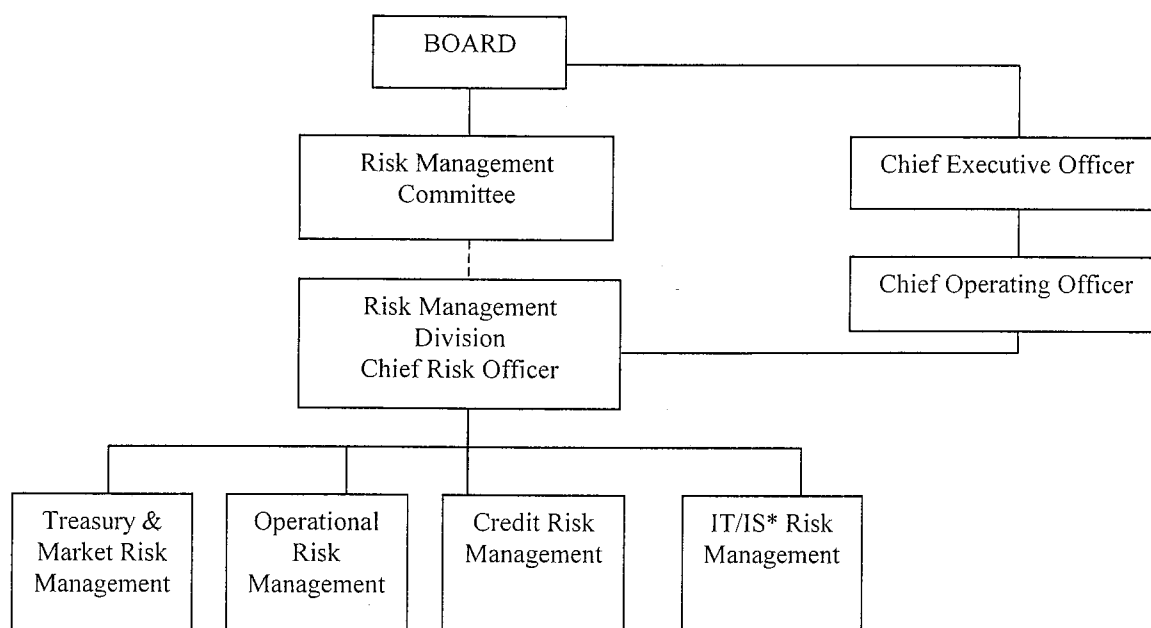 BOARD
Risk Management
Committee
Chief Executive Officer
Chief Operating Officer
Risk Management
Division
Chief Risk Officer
Treasury &
Market Risk
Management
Operational
Risk
Management
Credit Risk
Management
IT/IS* Risk
Management